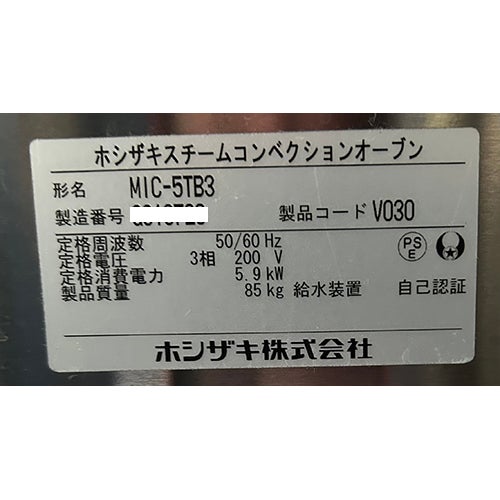 ホシザキスチームコンベクションオーブン
形名 MIC-5TB3
製造番号 製品コード V030
定格周波数 50/60 Hz
定格電圧 3相 200 V
定格消費電力 5.9 kW
製品質量 85 kg 給水装置 自己認証
PS E
ホシザキ株式会社